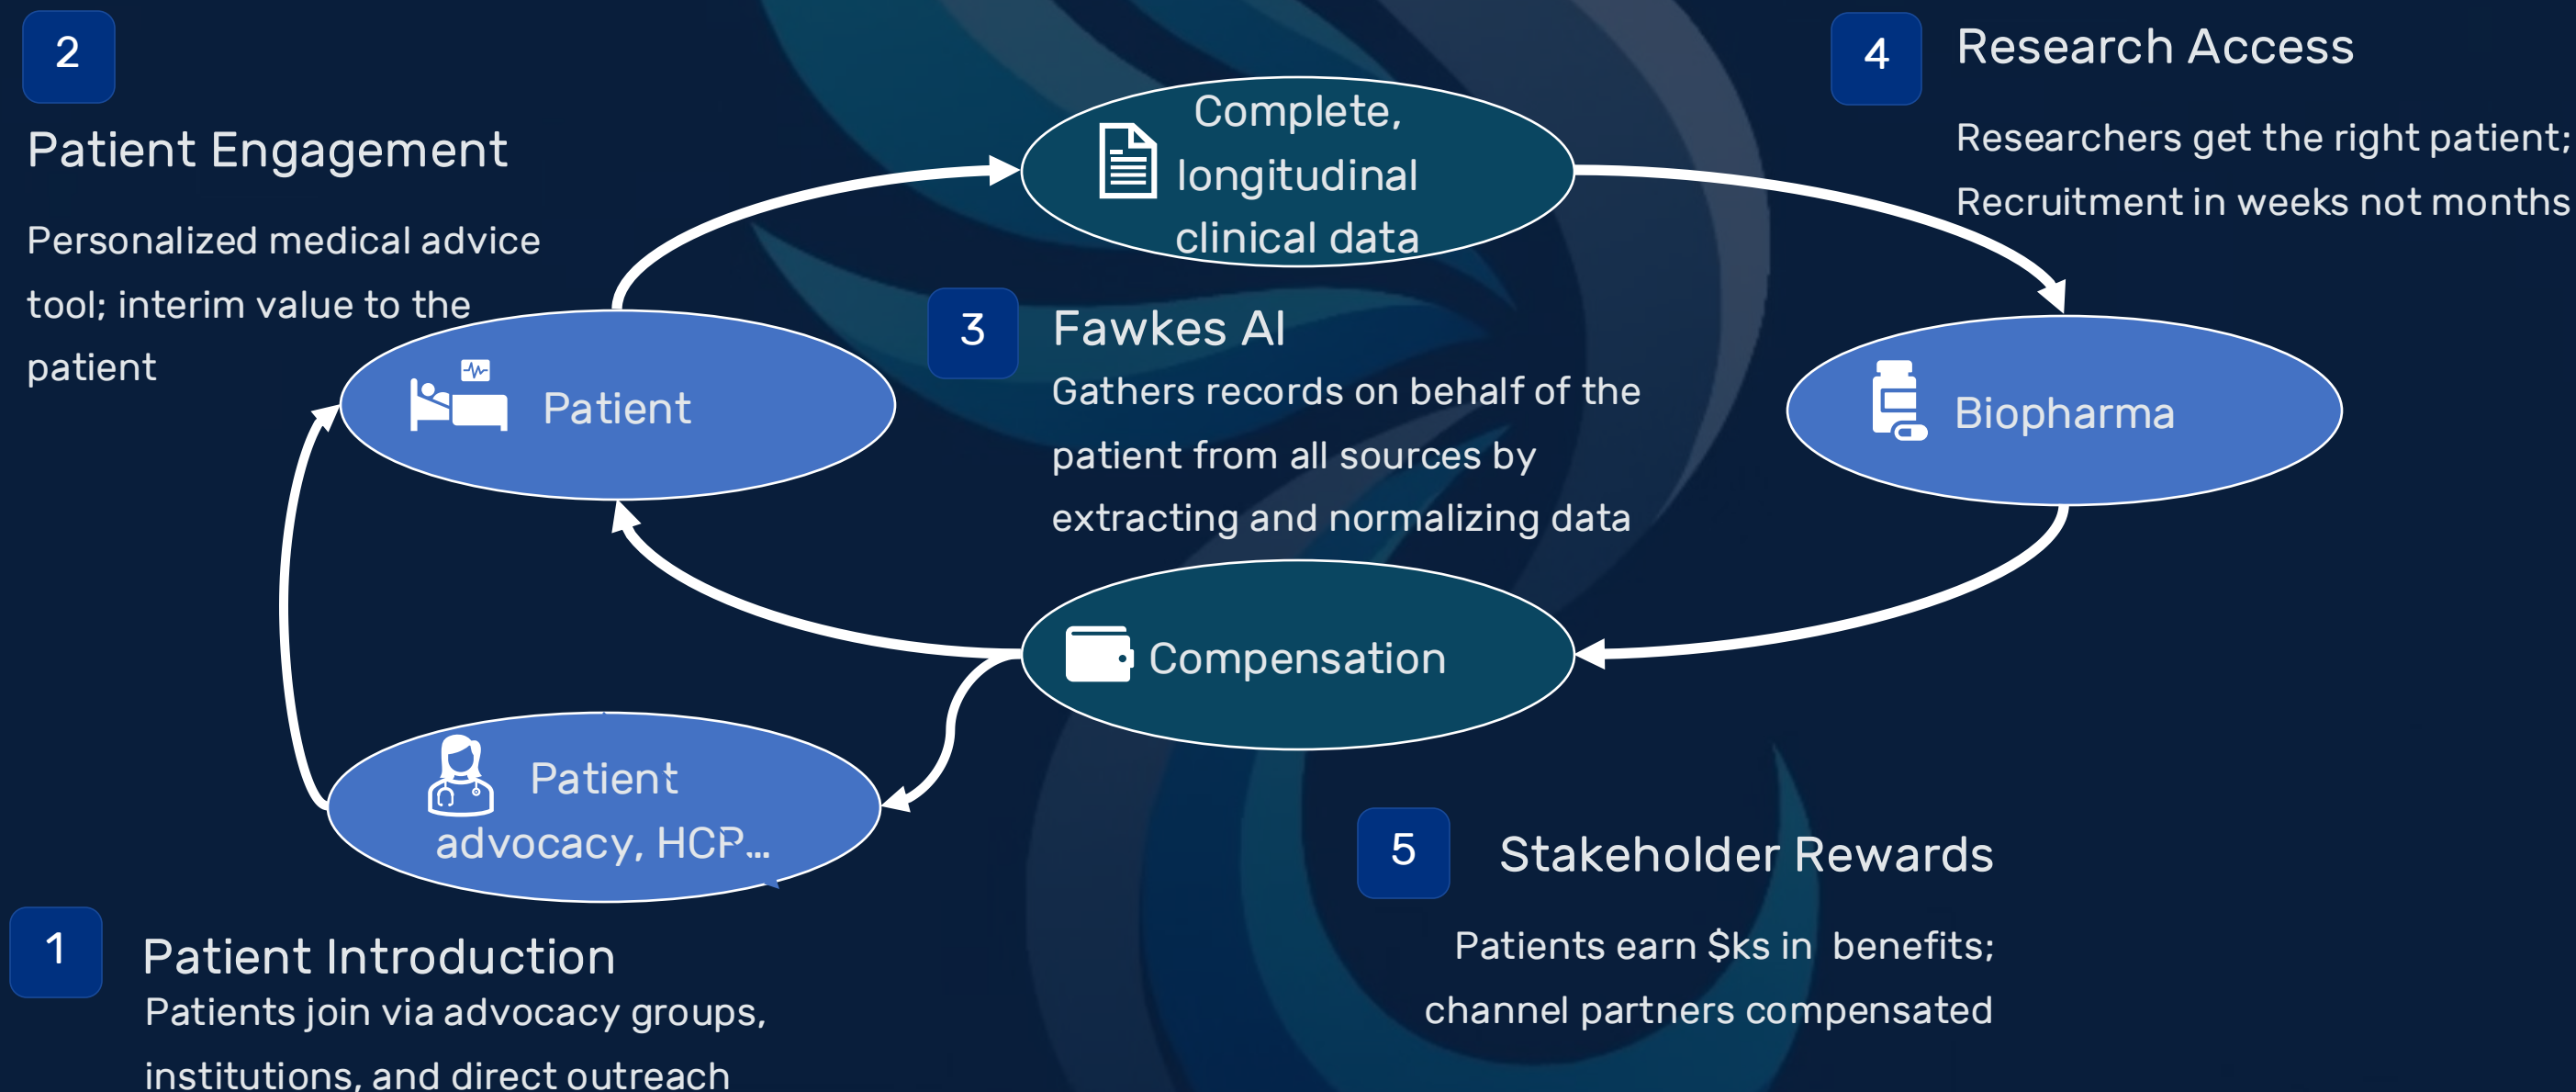 2
Patient Engagement
Personalized medical advice
tool; interim value to the
patient
Complete,
longitudinal
clinical data
4
Research Access
Researchers get the right patient;
Recruitment in weeks not months
Patient
3
Fawkes AI
Gathers records on behalf of the
patient from all sources by
extracting and normalizing data
Biopharma
Compensation
Patient
advocacy, HCP...
1
Patient Introduction
Patients join via advocacy groups,
institutions, and direct outreach
5
Stakeholder Rewards
Patients earn $ks in  benefits;
channel partners compensated